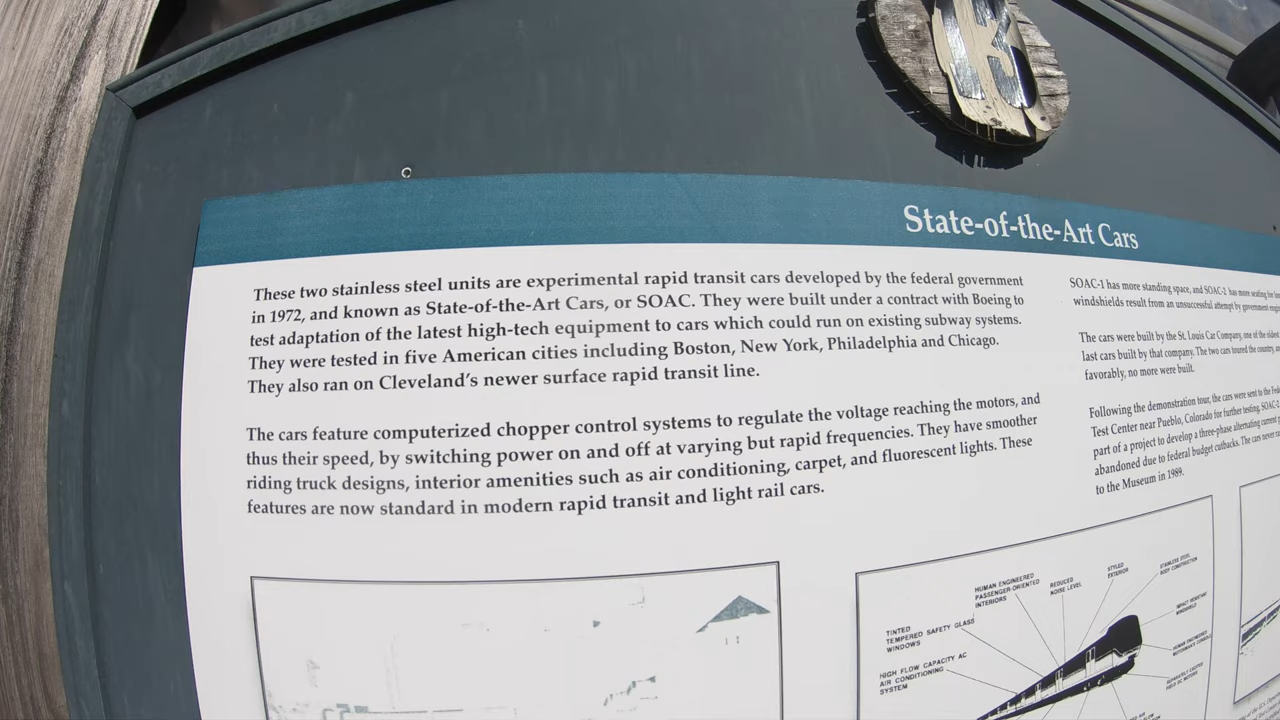 13
State-of-the-Art Cars
These two stainless steel units are experimental rapid transit cars developed by the federal government
in 1972, and known as State-of-the-Art Cars, or SOAC. They were built under a contract with Boeing to
test adaptation of the latest high-tech equipment to cars which could run on existing subway systems.
They were tested in five American cities including Boston, New York, Philadelphia and Chicago.
They also ran on Cleveland's newer surface rapid transit line.
The cars feature computerized chopper control systems to regulate the voltage reaching the motors, and
thus their speed, by switching power on and off at varying but rapid frequencies. They have smoother
riding truck designs, interior amenities such as air conditioning, carpet, and fluorescent lights. These
features are now standard in modern rapid transit and light rail cars.
SOAC-1 has more standing space, and SOAC-2 has more seating for
windshields result from an unsuccessful attempt by government
The cars were built by the St. Louis Car Company, one of the oldest
last cars built by that company. The two cars toured the country,
favorably, no more were built.
Following the demonstration tour, the cars were sent to the
Test Center near Pueblo, Colorado for further testing.
part of a project to develop a three-phase alternating current
abandoned due to federal budget cutbacks. The cars never
to the Museum in 1989.
HUMAN ENGINEERED
PASSENGER-ORIENTED
INTERIORS
REDUCED
NOISE LEVEL
STYLED
EXTERIOR
STAINLESS STEEL
BODY CONSTRUCTION
TINTED
TEMPERED SAFETY GLASS
WINDOWS
HIGH FLOW CAPACITY AC
AIR CONDITIONING
SYSTEM
IMPACT RESISTANT
WINDSHIELD
HUMAN ENGINEERED